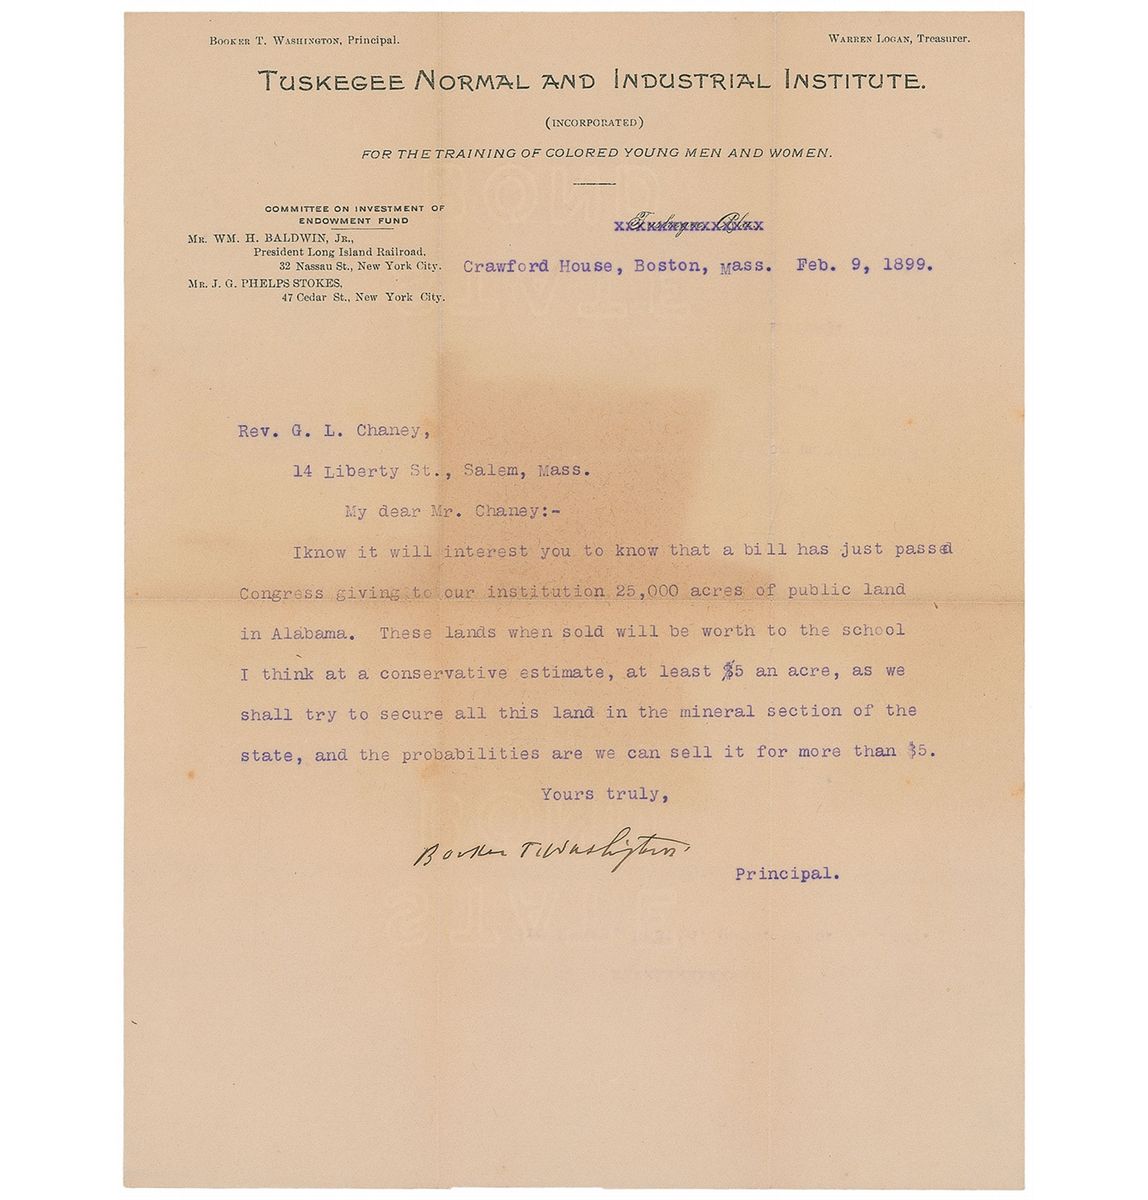 BOOKER T. WASHINGTON, Principal.
WARREN LOGAN, Treasurer.
TUSKEGEE NORMAL AND INDUSTRIAL INSTITUTE.
(INCORPORATED)
FOR THE TRAINING OF COLORED YOUNG MEN AND WOMEN.
COMMITTEE ON INVESTMENT OF
ENDOWMENT FUND
MR. WM. H. BALDWIN, JR.,
President Long Island Railroad.
32 Nassau St., New York City.
MR. J. G. PHELPS STOKES,
47 Cedar St., New York City.
Tuskegee, Ala.
Crawford House, Boston, Mass. Feb. 9, 1899.
Rev. G. L. Chaney,
14 Liberty St., Salem, Mass.
My dear Mr. Chaney:-
Iknow it will interest you to know that a bill has just passed
Congress giving to our institution 25,000 acres of public land
in Alabama. These lands when sold will be worth to the school
I think at a conservative estimate, at least $5 an acre, as we
shall try to secure all this land in the mineral section of the
state, and the probabilities are we can sell it for more than $5.
Yours truly,
Booker T. Washington.
Principal.